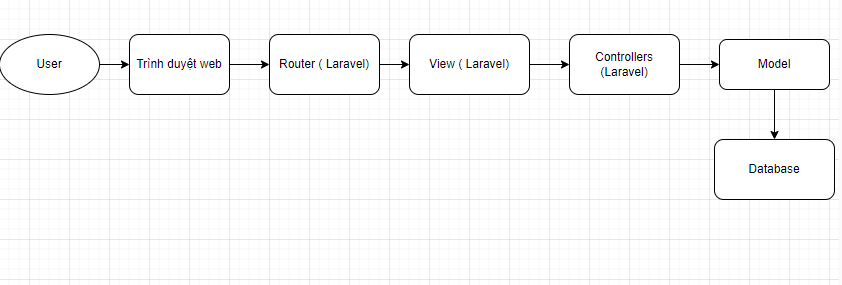 User
Trình duyệt web
Router ( Laravel)
View ( Laravel)
Controllers
(Laravel)
Model
Database